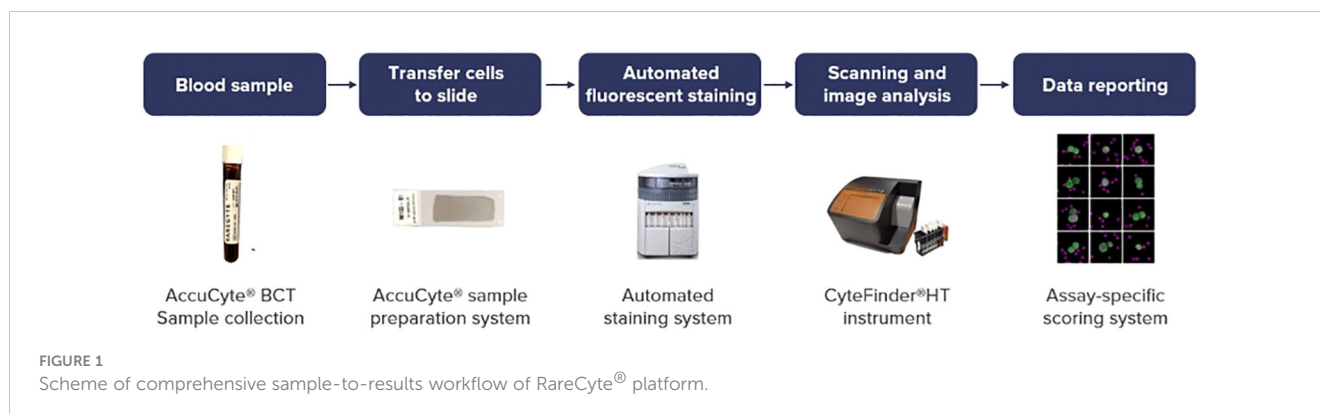 Blood sample
Transfer cells
to slide
Automated
fluorescent staining
Scanning and
image analysis
Data reporting
RARECYTE
AccuCyte® BCT
Sample collection
AccuCyte® sample
preparation system
Automated
staining system
CyteFinder®HT
instrument
Assay-specific
scoring system
FIGURE 1
Scheme of comprehensive sample-to-results workflow of RareCyte® platform.